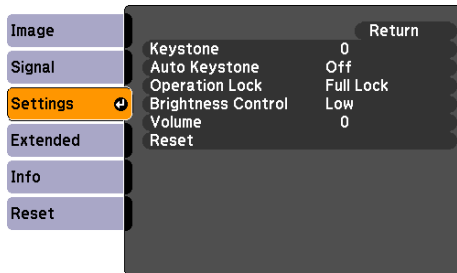 Image
Signal
Settings
Extended
Info
Reset
Return
Keystone 0
Auto Keystone Off
Operation Lock Full Lock
Brightness Control Low
Volume 0
Reset